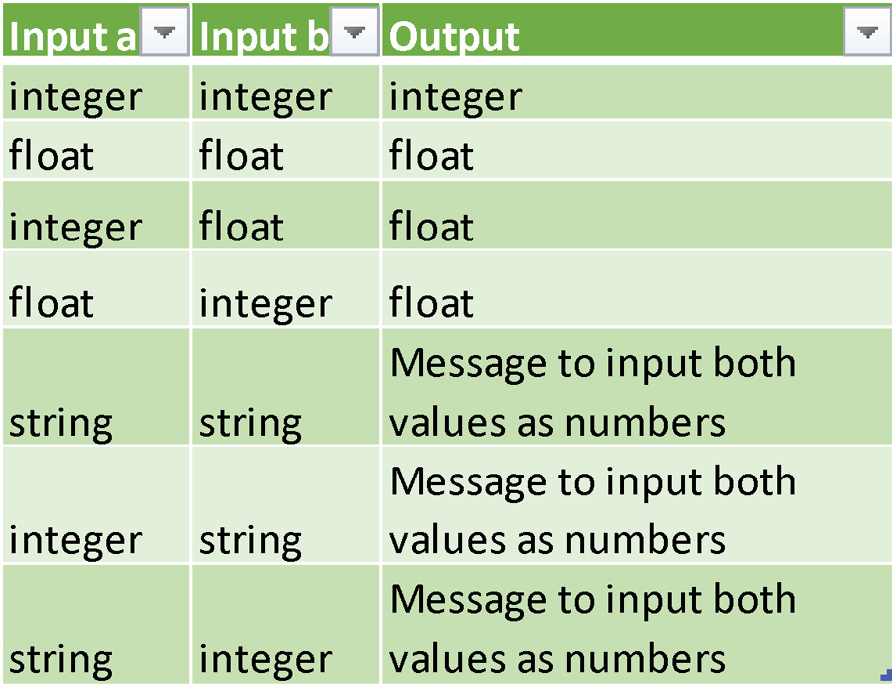 Input a Input b Output
integer integer integer
float float float
integer float float
float integer float
Message to input both
string string values as numbers
Message to input both
integer string values as numbers
Message to input both
string integer values as numbers